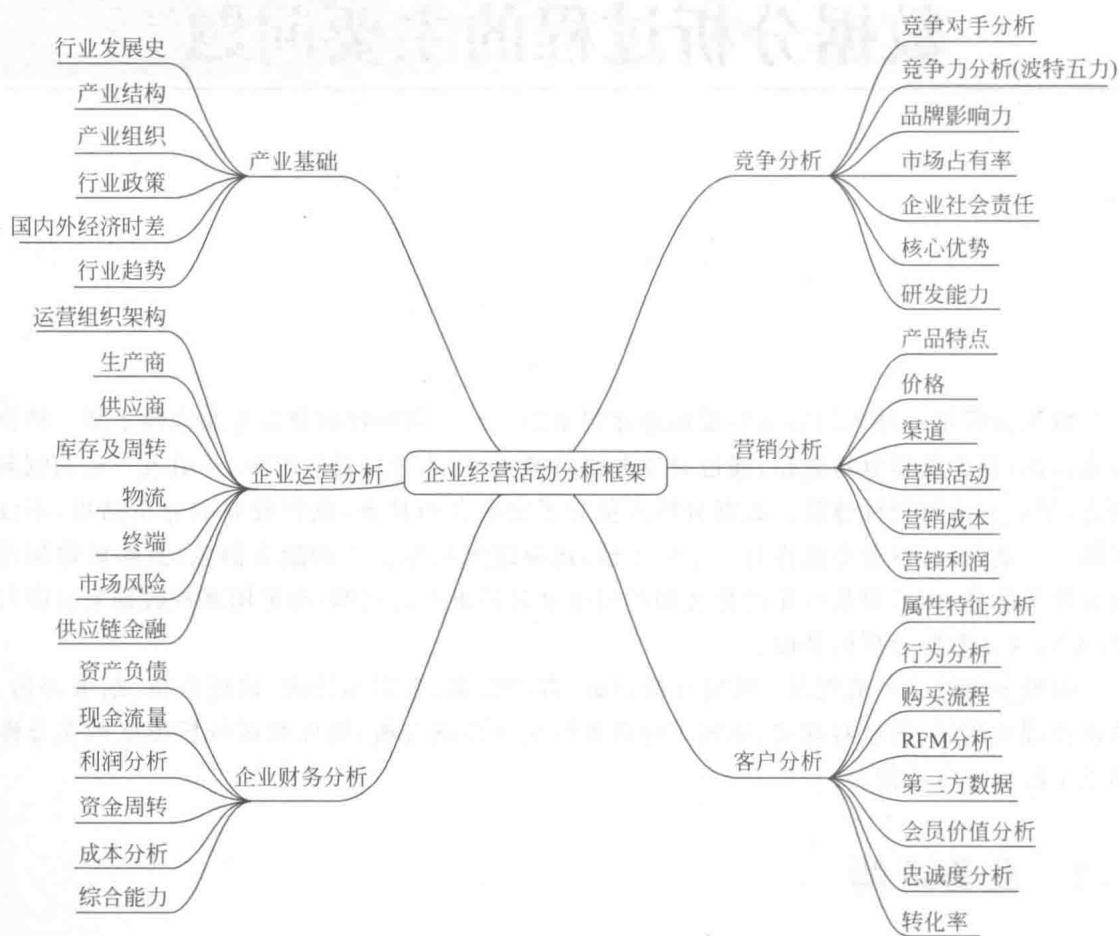 企业经营活动分析框架
产业基础
行业发展史
产业结构
产业组织
行业政策
国内外经济时差
行业趋势
企业运营分析
运营组织架构
生产商
供应商
库存及周转
物流
终端
市场风险
供应链金融
企业财务分析
资产负债
现金流量
利润分析
资金周转
成本分析
综合能力
竞争分析
竞争对手分析
竞争力分析(波特五力)
品牌影响力
市场占有率
企业社会责任
核心优势
研发能力
营销分析
产品特点
价格
渠道
营销活动
营销成本
营销利润
客户分析
属性特征分析
行为分析
购买流程
RFM分析
第三方数据
会员价值分析
忠诚度分析
转化率